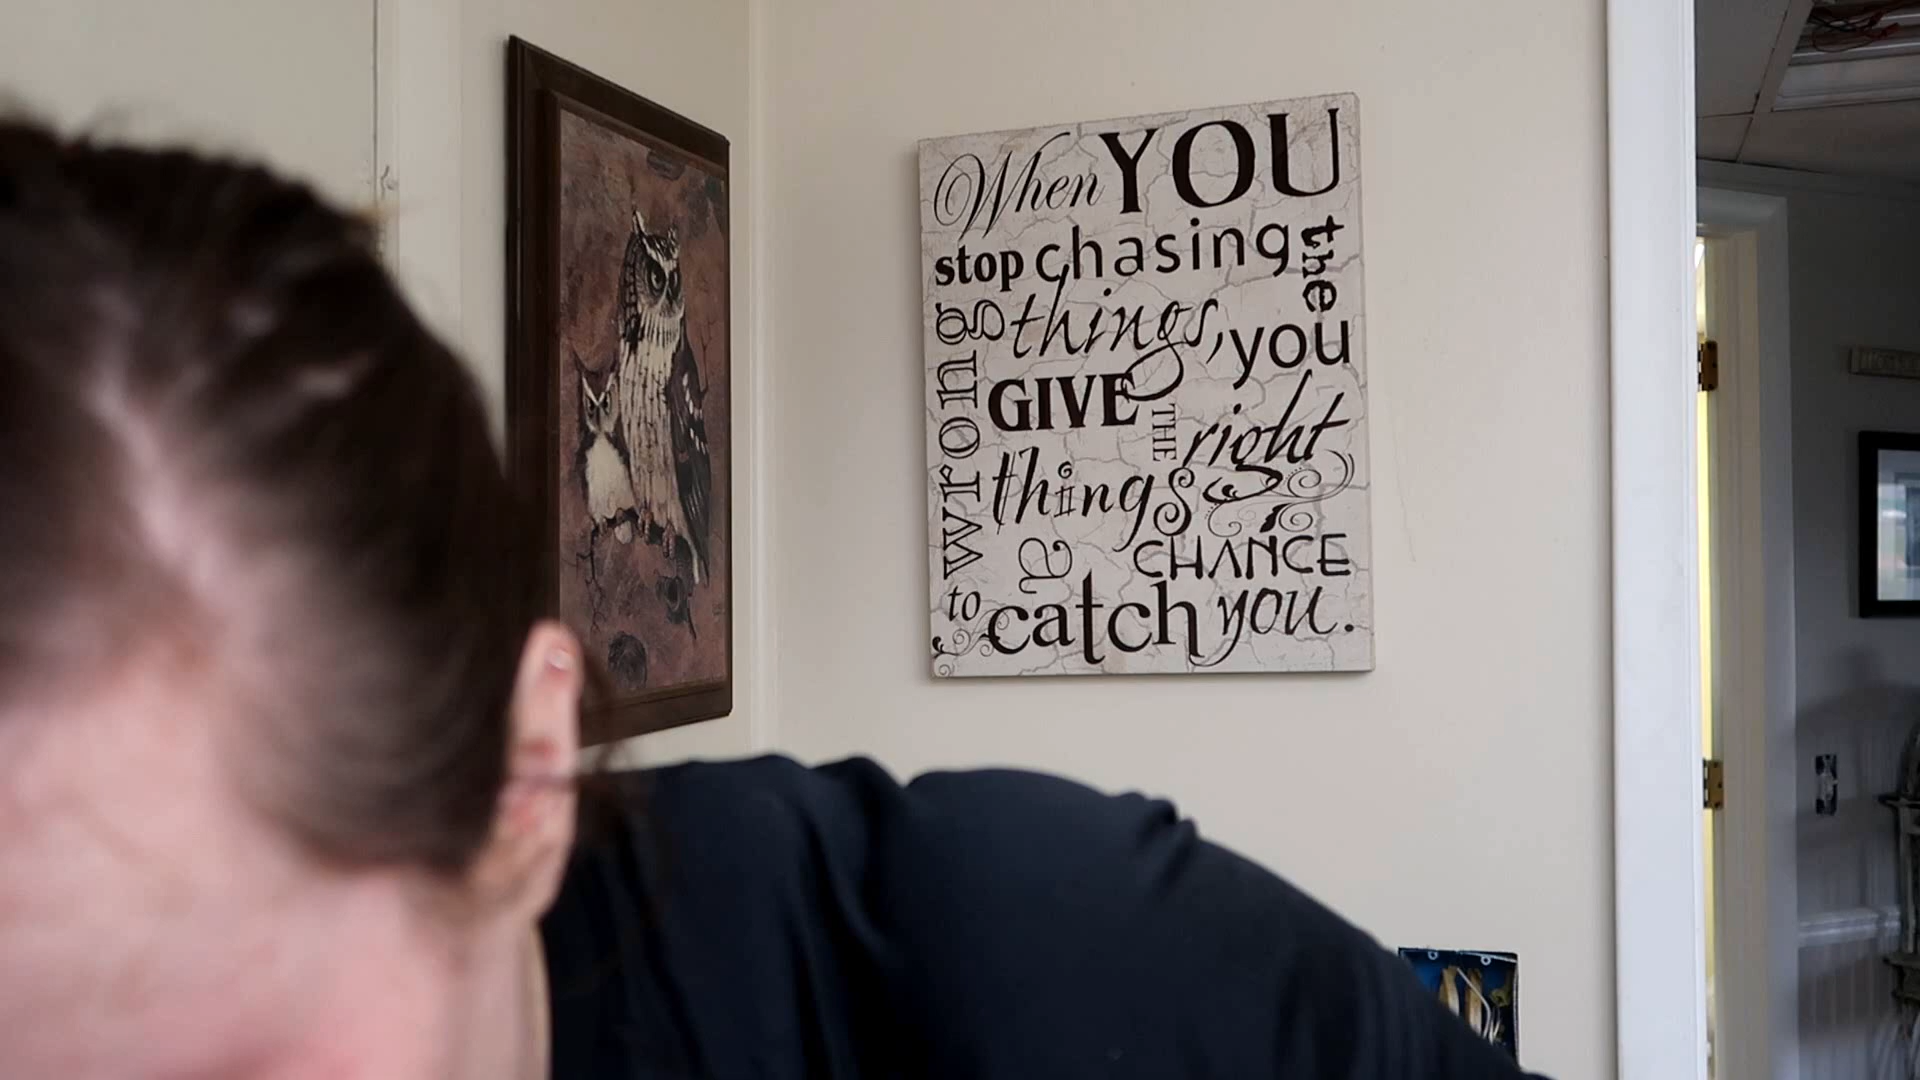 When YOU
stop chasing the
wrong things, you
GIVE THE right
things
a CHANCE
to catch you.